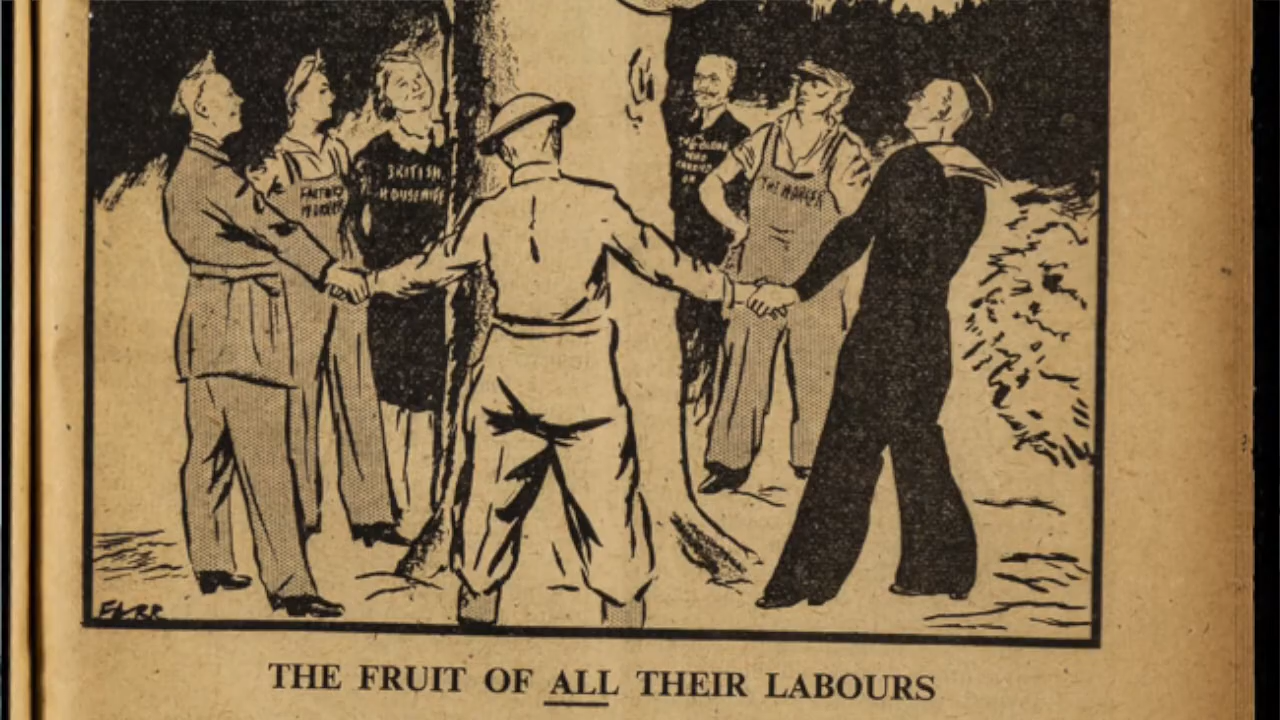 BRITISH
HOUSEWIFE
FACTORY
WORKER
THE WORKER
FARR
THE FRUIT OF ALL THEIR LABOURS